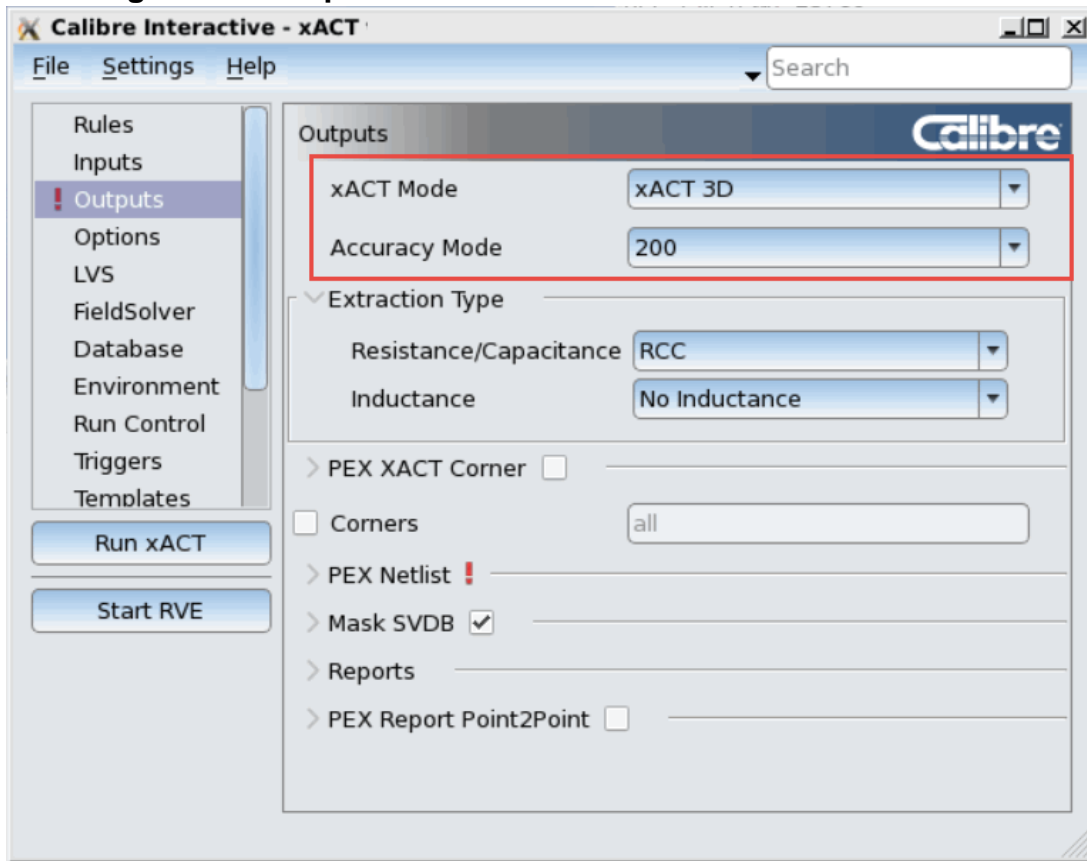 Calibre Interactive - xACT
File Settings Help
Search
Rules
Inputs
! Outputs
Options
LVS
FieldSolver
Database
Environment
Run Control
Triggers
Templates
Run xACT
Start RVE
Outputs
Calibre
xACT Mode xACT 3D
Accuracy Mode 200
Extraction Type
Resistance/Capacitance RCC
Inductance No Inductance
PEX XACT Corner
Corners all
PEX Netlist !
Mask SVDB
Reports
PEX Report Point2Point